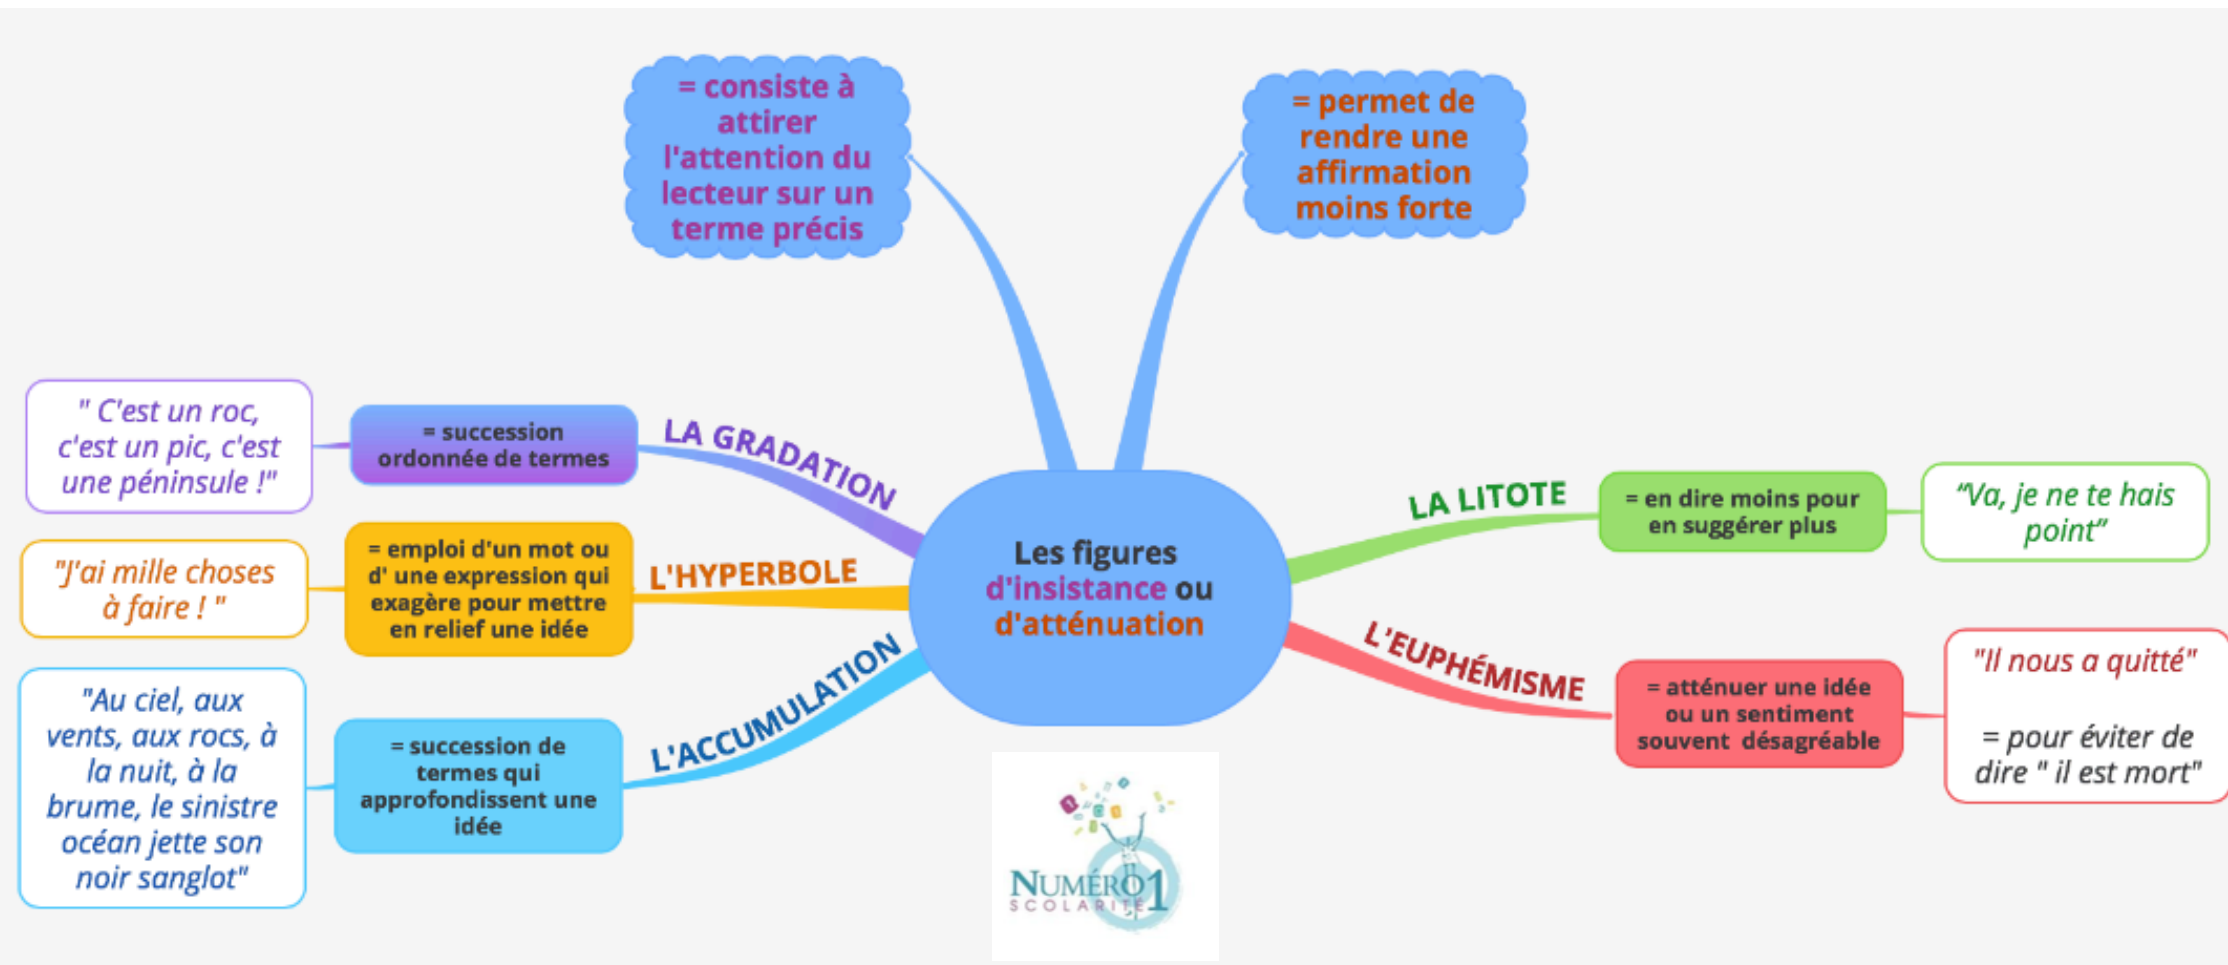 = consiste à
attirer
l'attention du
lecteur sur un
terme précis
= permet de
rendre une
affirmation
moins forte
" C'est un roc,
c'est un pic, c'est
une péninsule !"
= succession
ordonnée de termes
LA GRADATION
"J'ai mille choses
à faire ! "
= emploi d'un mot ou
d' une expression qui
exagère pour mettre
en relief une idée
L'HYPERBOLE
"Au ciel, aux
vents, aux rocs, à
la nuit, à la
brume, le sinistre
océan jette son
noir sanglot"
= succession de
termes qui
approfondissent une
idée
L'ACCUMULATION
Les figures
d'insistance ou
d'atténuation
LA LITOTE
= en dire moins pour
en suggérer plus
“Va, je ne te hais
point”
L'EUPHÉMISME
= atténuer une idée
ou un sentiment
souvent  désagréable
"Il nous a quitté"
= pour éviter de
dire " il est mort"
NUMÉRO1
SCOLARITÉ